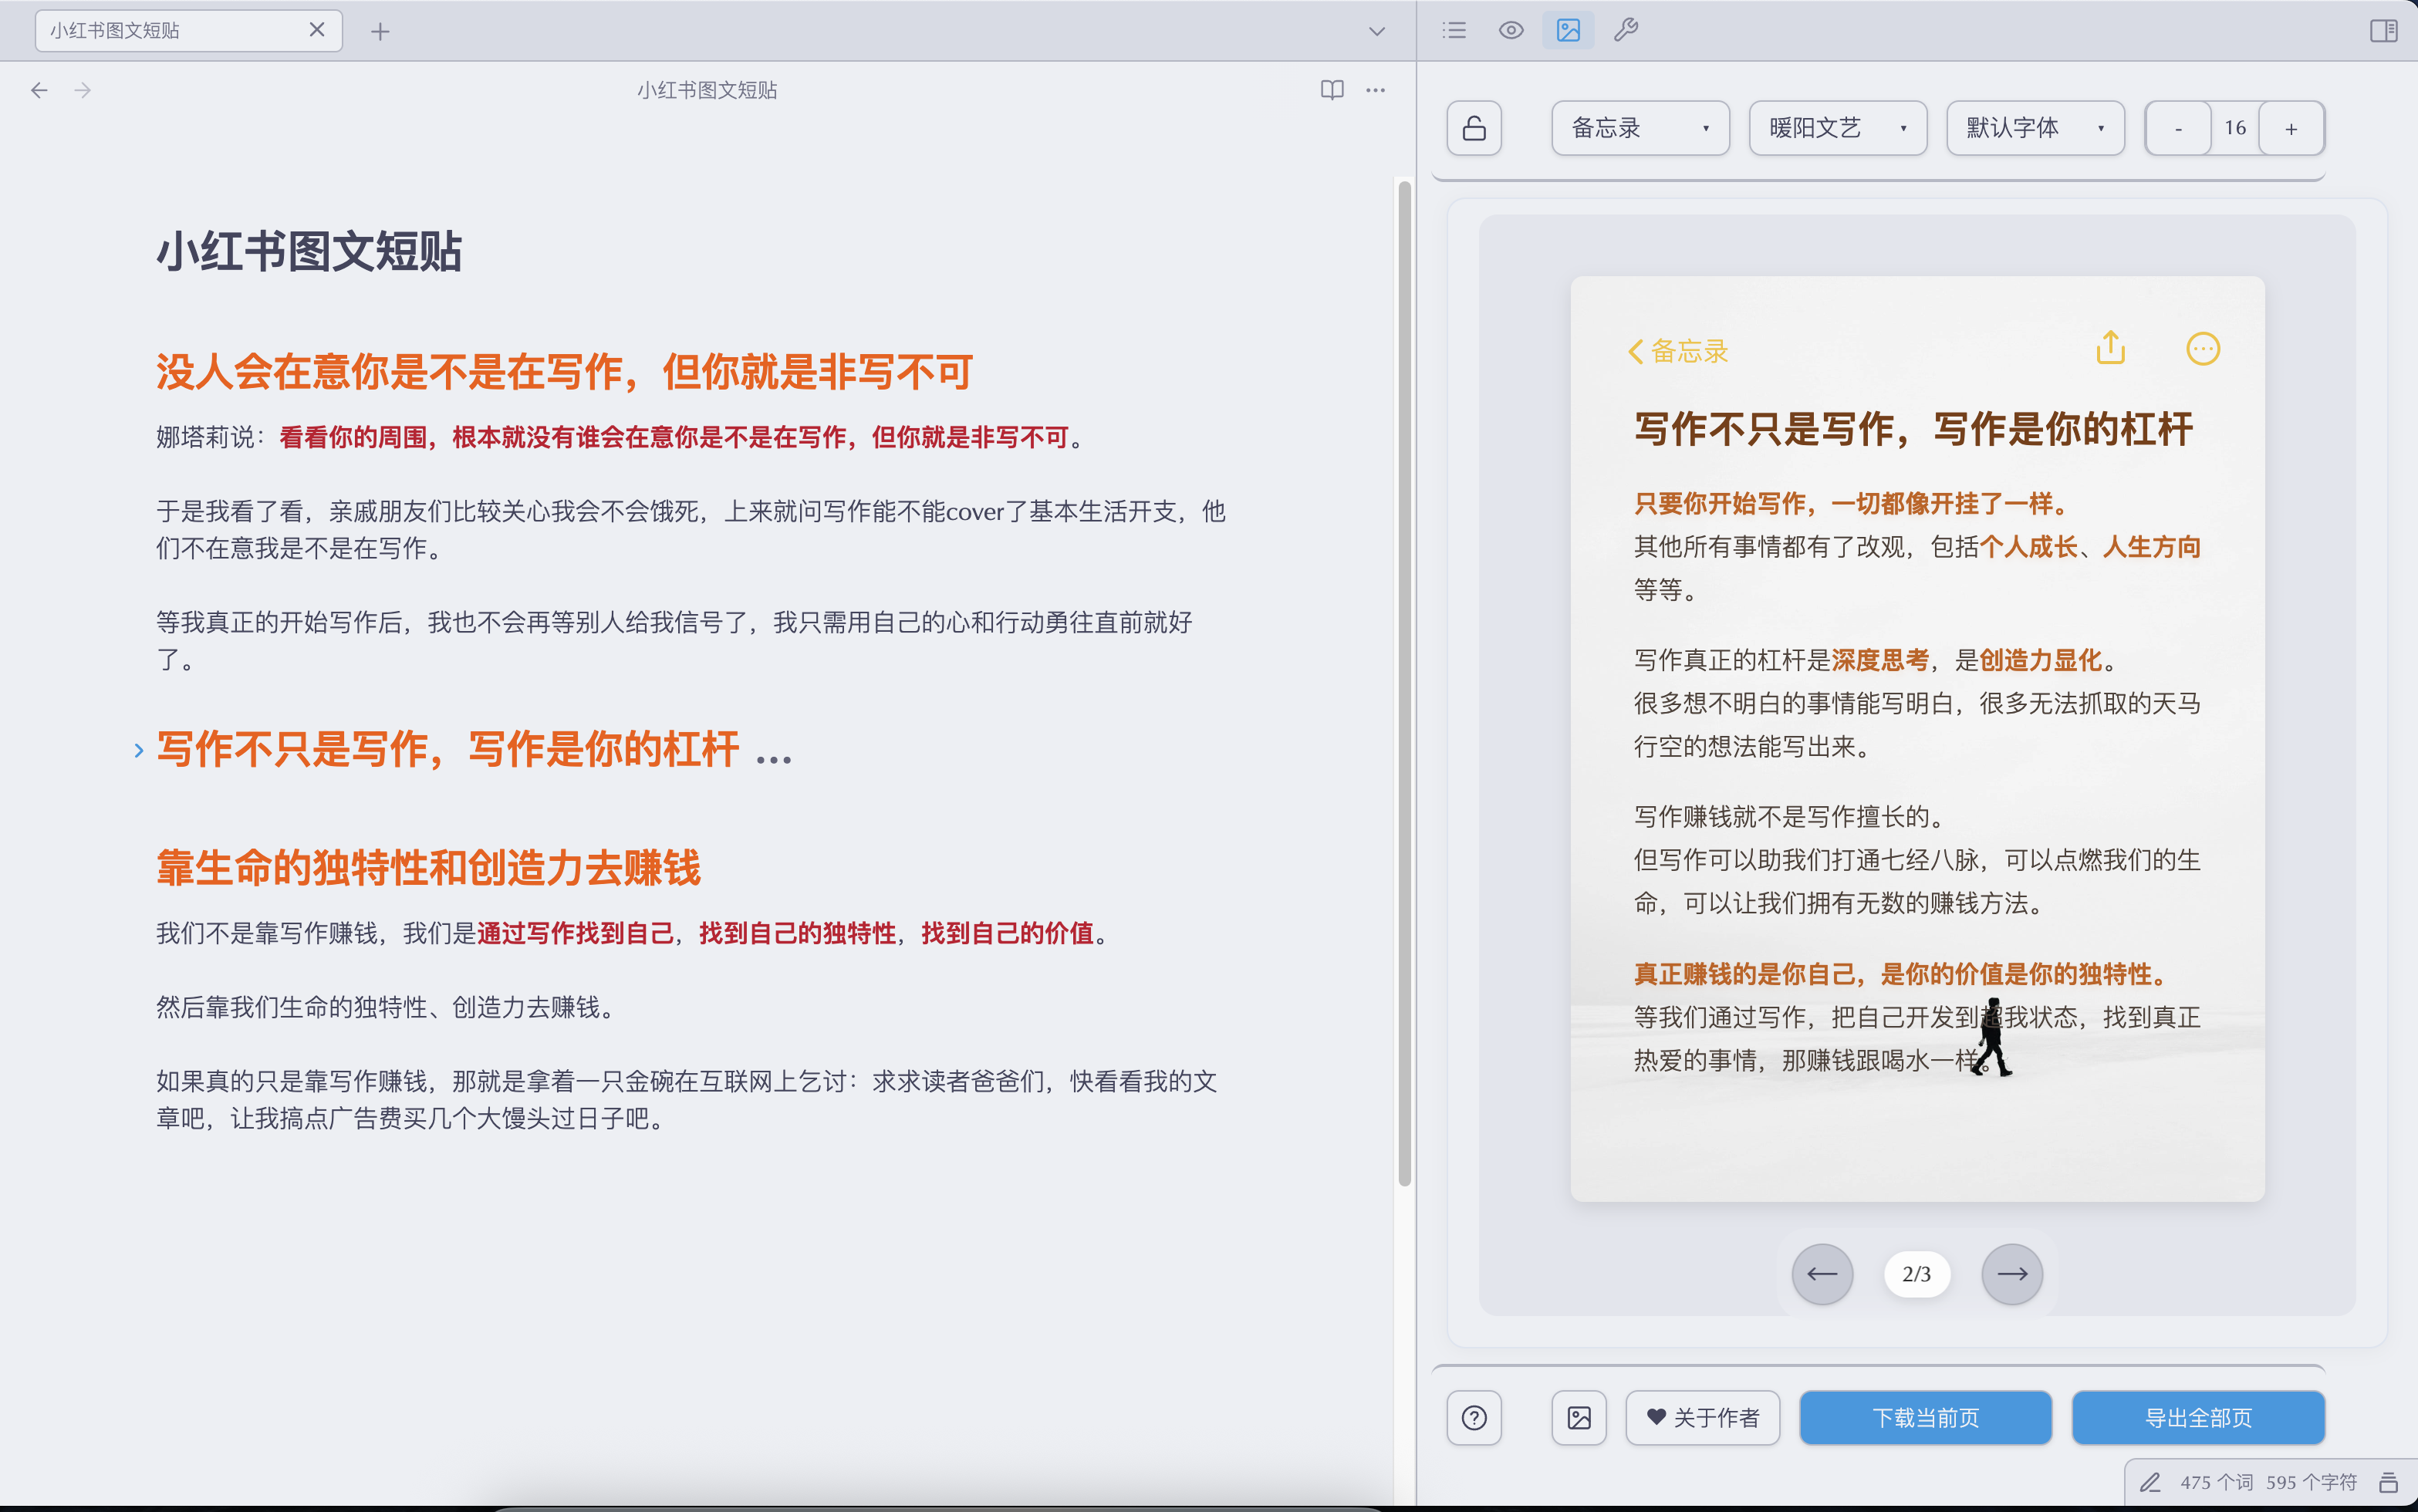 小红书图文短贴
小红书图文短贴
小红书图文短贴
没人会在意你是不是在写作，但你就是非写不可
娜塔莉说：看看你的周围，根本就没有谁会在意你是不是在写作，但你就是非写不可。
于是我看了看，亲戚朋友们比较关心我会不会饿死，上来就问写作能不能cover了基本生活开支，他
们不在意我是不是在写作。
等我真正的开始写作后，我也不会再等别人给我信号了，我只需用自己的心和行动勇往直前就好
了。
写作不只是写作，写作是你的杠杆 ...
靠生命的独特性和创造力去赚钱
我们不是靠写作赚钱，我们是通过写作找到自己，找到自己的独特性，找到自己的价值。
然后靠我们生命的独特性、创造力去赚钱。
如果真的只是靠写作赚钱，那就是拿着一只金碗在互联网上乞讨：求求读者爸爸们，快看看我的文
章吧，让我搞点广告费买几个大馒头过日子吧。
备忘录 暖阳文艺 默认字体 - 16 +
备忘录
写作不只是写作，写作是你的杠杆
只要你开始写作，一切都像开挂了一样。
其他所有事情都有了改观，包括个人成长、人生方向
等等。
写作真正的杠杆是深度思考，是创造力显化。
很多想不明白的事情能写明白，很多无法抓取的天马
行空的想法能写出来。
写作赚钱就不是写作擅长的。
但写作可以助我们打通七经八脉，可以点燃我们的生
命，可以让我们拥有无数的赚钱方法。
真正赚钱的是你自己，是你的价值是你的独特性。
等我们通过写作，把自己开发到超我状态，找到真正
热爱的事情，那赚钱跟喝水一样。
2/3
关于作者 下载当前页 导出全部页
475 个词 595 个字符